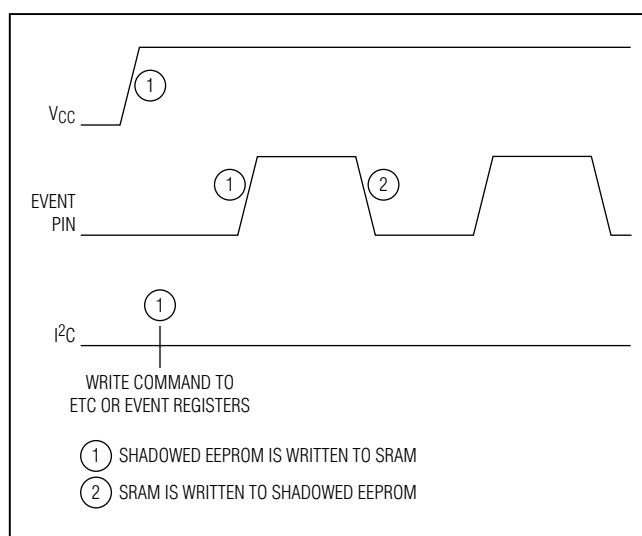 VCC
1
EVENT
PIN
1
2
1
I²C
WRITE COMMAND TO
ETC OR EVENT REGISTERS
1 SHADOWED EEPROM IS WRITTEN TO SRAM
2 SRAM IS WRITTEN TO SHADOWED EEPROM